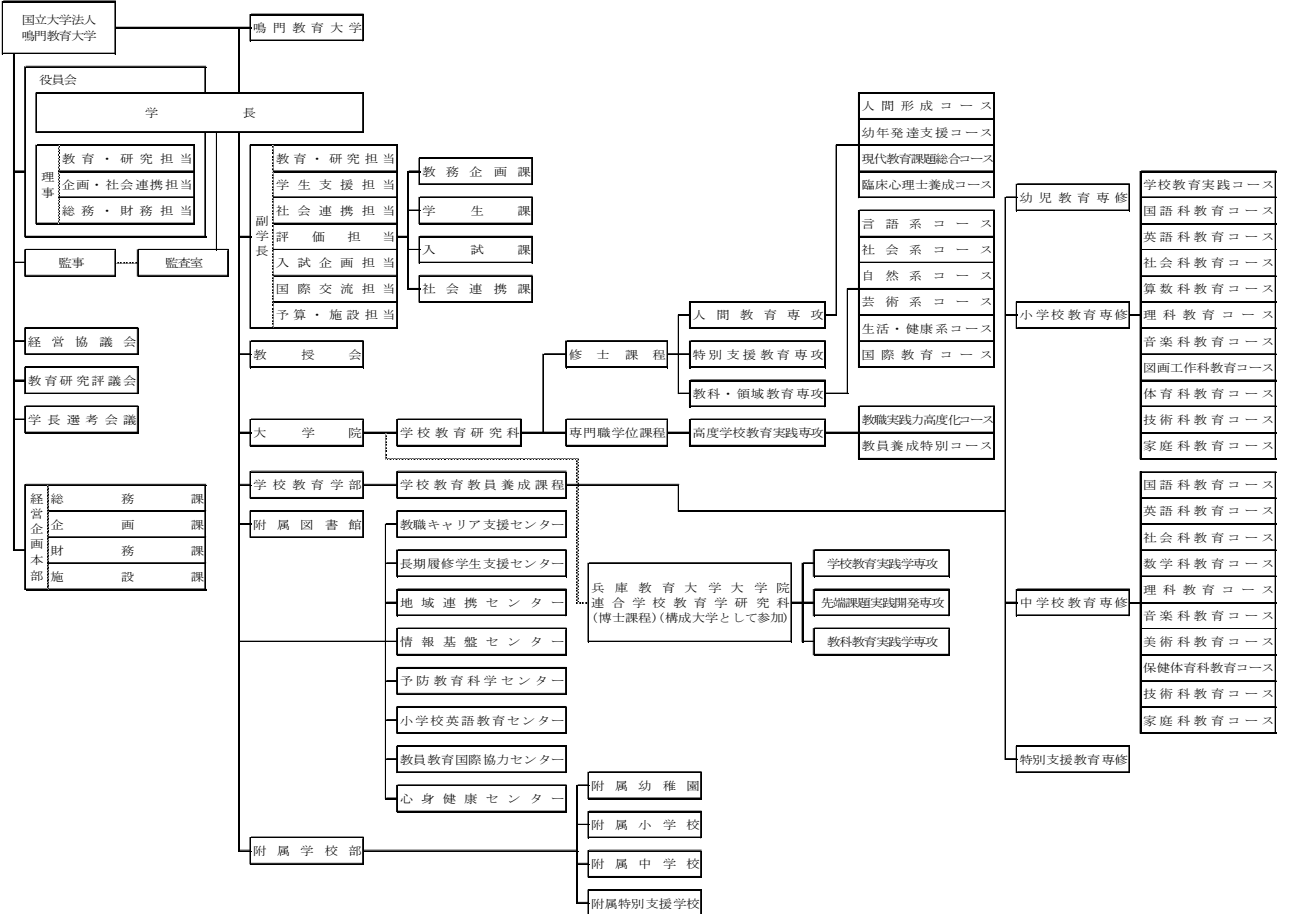 国立大学法人
鳴門教育大学
鳴門教育大学
役員会
学長
理事
教育・研究担当
企画・社会連携担当
総務・財務担当
監事
監査室
経営協議会
教育研究評議会
学長選考会議
経営企画本部
総務課
企画課
財務課
施設課
副学長
教育・研究担当
学生支援担当
社会連携担当
評価担当
入試企画担当
国際交流担当
予算・施設担当
教務企画課
学生課
入試課
社会連携課
教授会
大学院
学校教育研究科
修士課程
人間教育専攻
特別支援教育専攻
教科・領域教育専攻
人間形成コース
幼年発達支援コース
現代教育課題総合コース
臨床心理士養成コース
言語系コース
社会系コース
自然系コース
芸術系コース
生活・健康系コース
国際教育コース
専門職学位課程
高度学校教育実践専攻
教職実践力高度化コース
教員養成特別コース
学校教育学部
学校教育教員養成課程
幼児教育専修
小学校教育専修
学校教育実践コース
国語科教育コース
英語科教育コース
社会科教育コース
算数科教育コース
理科教育コース
音楽科教育コース
図画工作科教育コース
体育科教育コース
技術科教育コース
家庭科教育コース
中学校教育専修
国語科教育コース
英語科教育コース
社会科教育コース
数学科教育コース
理科教育コース
音楽科教育コース
美術科教育コース
保健体育科教育コース
技術科教育コース
家庭科教育コース
特別支援教育専修
附属図書館
教職キャリア支援センター
長期履修学生支援センター
地域連携センター
情報基盤センター
予防教育科学センター
小学校英語教育センター
教員教育国際協力センター
心身健康センター
兵庫教育大学大学院
連合学校教育学研究科
(博士課程)(構成大学として参加)
学校教育実践学専攻
先端課題実践開発専攻
教科教育実践学専攻
附属学校部
附属幼稚園
附属小学校
附属中学校
附属特別支援学校